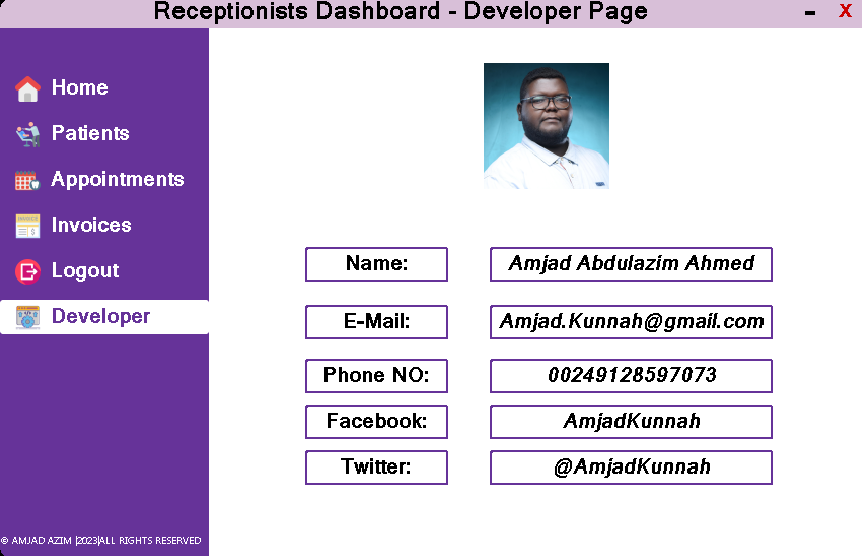 Receptionists Dashboard - Developer Page
X
Home
Patients
Appointments
INVOICE
Invoices
Logout
Developer
Name: Amjad Abdulazim Ahmed
E-Mail: Amjad.Kunnah@gmail.com
Phone NO: 00249128597073
Facebook: AmjadKunnah
Twitter: @AmjadKunnah
© AMJAD AZIM |2023|ALL RIGHTS RESERVED